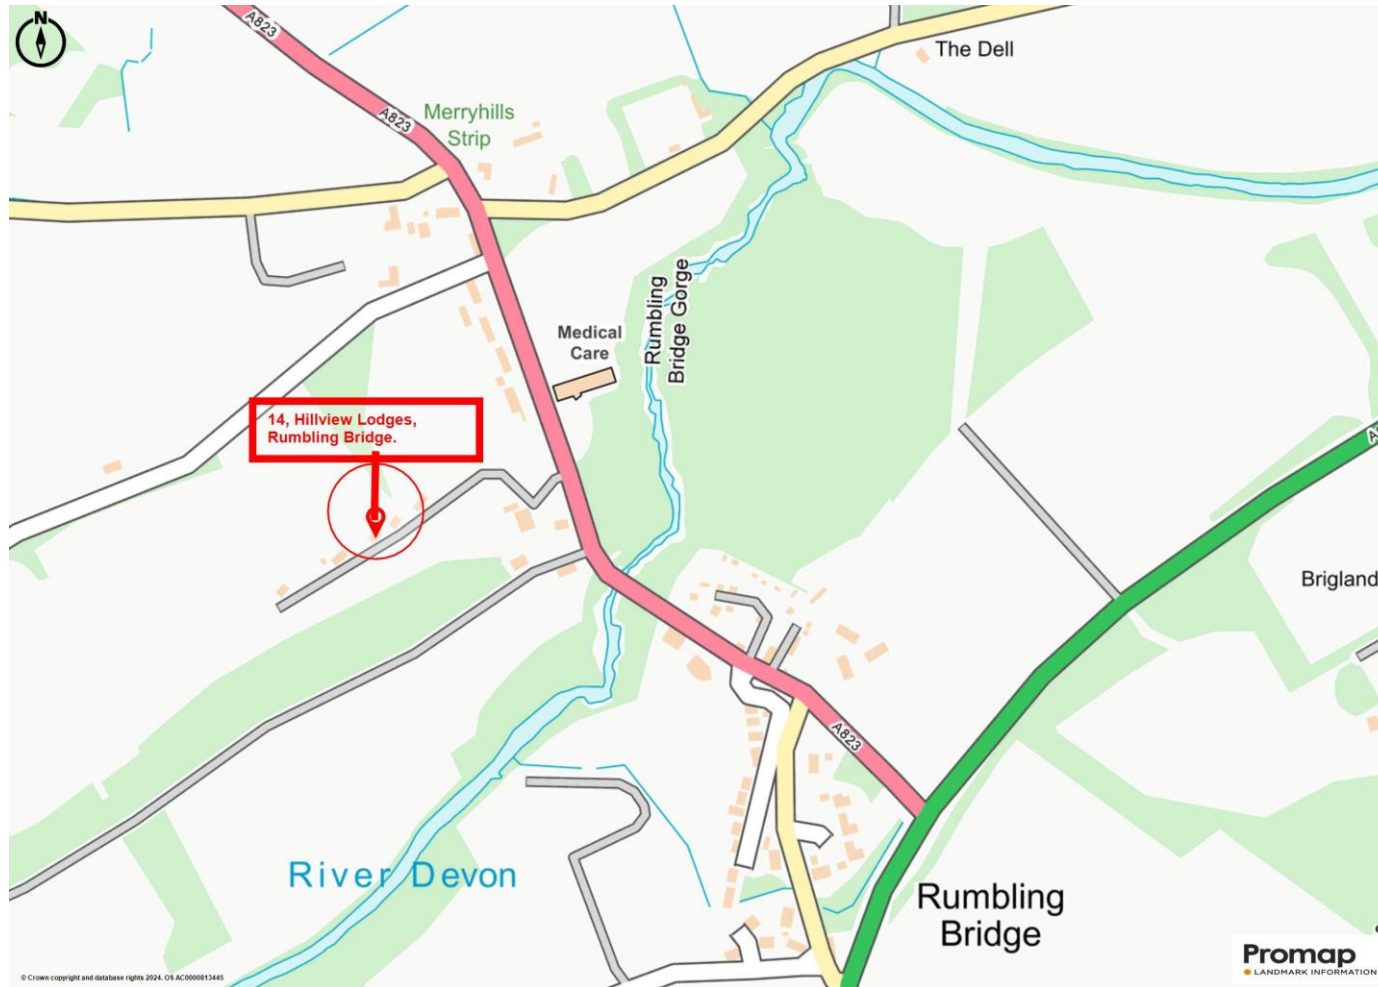 N
A823
The Dell
A823
Merryhills
Strip
Rumbling
Bridge Gorge
Medical
Care
14, Hillview Lodges,
Rumbling Bridge.
Brigland
A823
River Devon
Rumbling
Bridge
Promap
LANDMARK INFORMATION
© Crown copyright and database rights 2024. OS AC0000813445